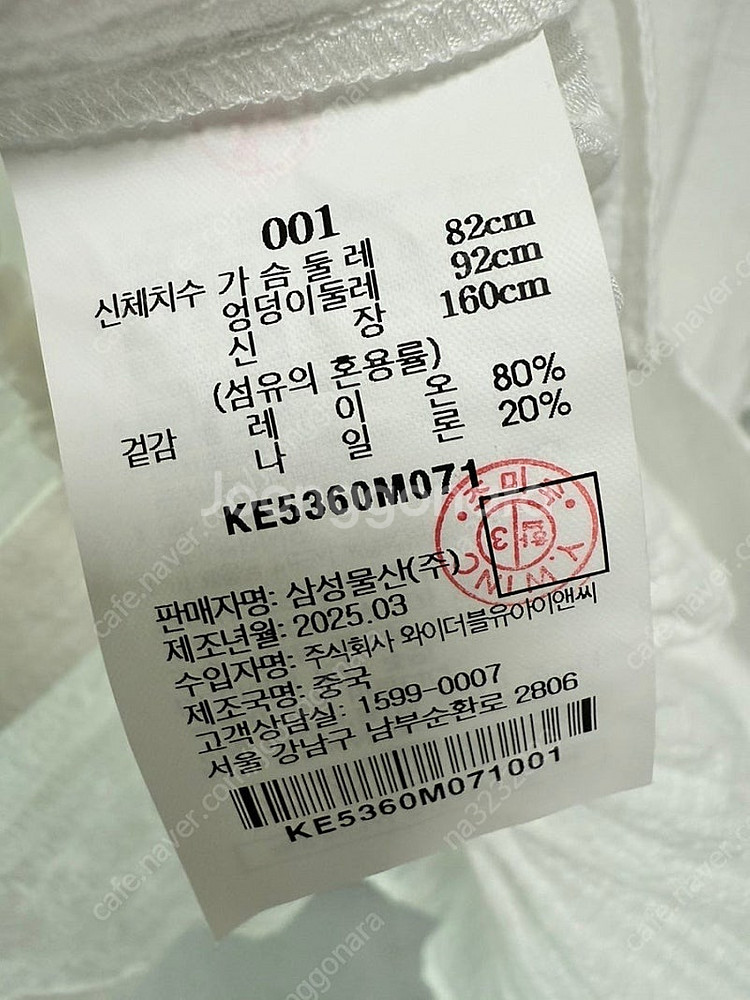 001
신체치수 가슴둘레 82cm
엉덩이둘레 92cm
신장 160cm
(섬유의 혼용률)
겉감 레이온 80%
나일론 20%
KE5360M071
판매자명: 삼성물산(주)
제조년월: 2025.03
수입자명: 주식회사 와이더블유아이앤씨
제조국명: 중국
고객상담실: 1599-0007
서울 강남구 남부순환로 2806
KE5360M071001
Joonggonara
cafe.naver.com